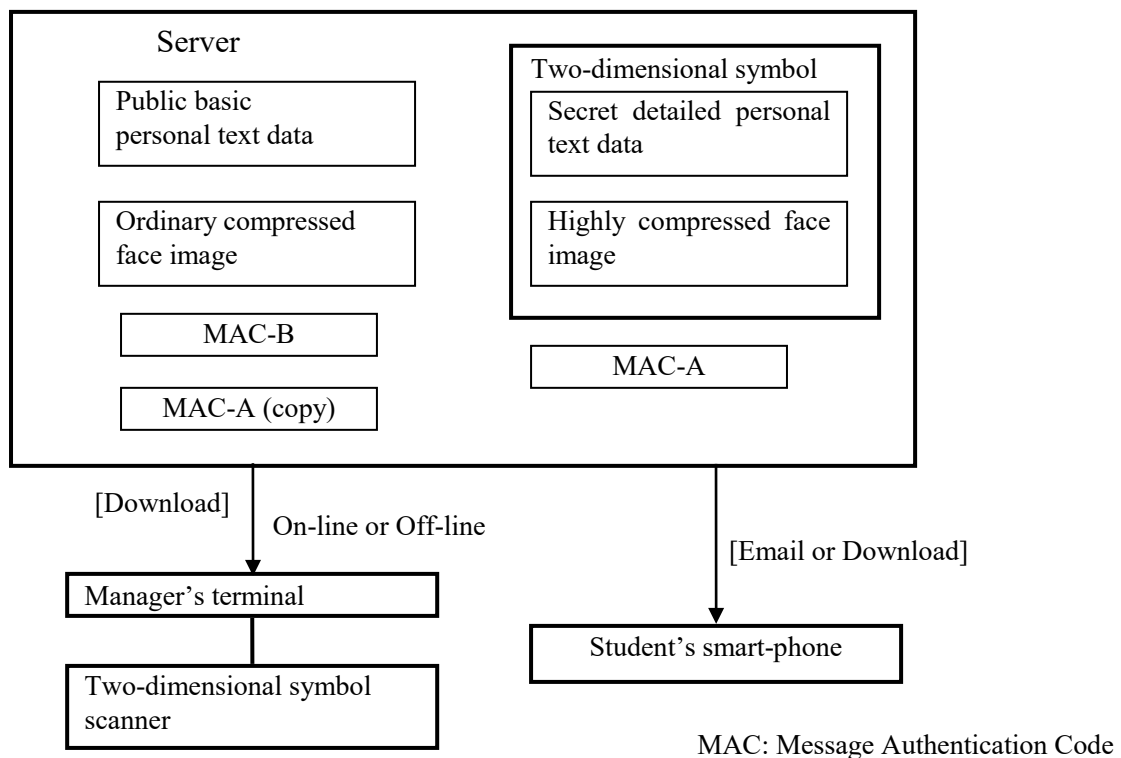 Server
Public basic
personal text data
Ordinary compressed
face image
MAC-B
MAC-A (copy)
Two-dimensional symbol
Secret detailed personal
text data
Highly compressed face
image
MAC-A
[Download]
On-line or Off-line
[Email or Download]
Manager’s terminal
Student’s smart-phone
Two-dimensional symbol
scanner
MAC: Message Authentication Code